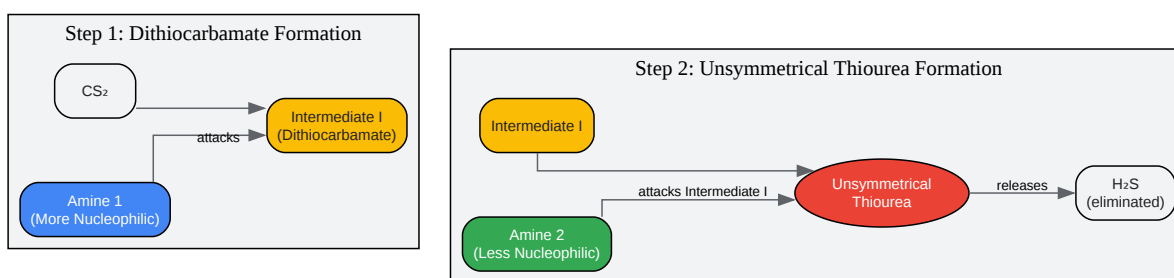 Step 1: Dithiocarbamate Formation
CS₂
Intermediate I
(Dithiocarbamate)
attacks
Amine 1
(More Nucleophilic)
Step 2: Unsymmetrical Thiourea Formation
Intermediate I
attacks Intermediate I
Unsymmetrical
Thiourea
releases
H₂S
(eliminated)
Amine 2
(Less Nucleophilic)